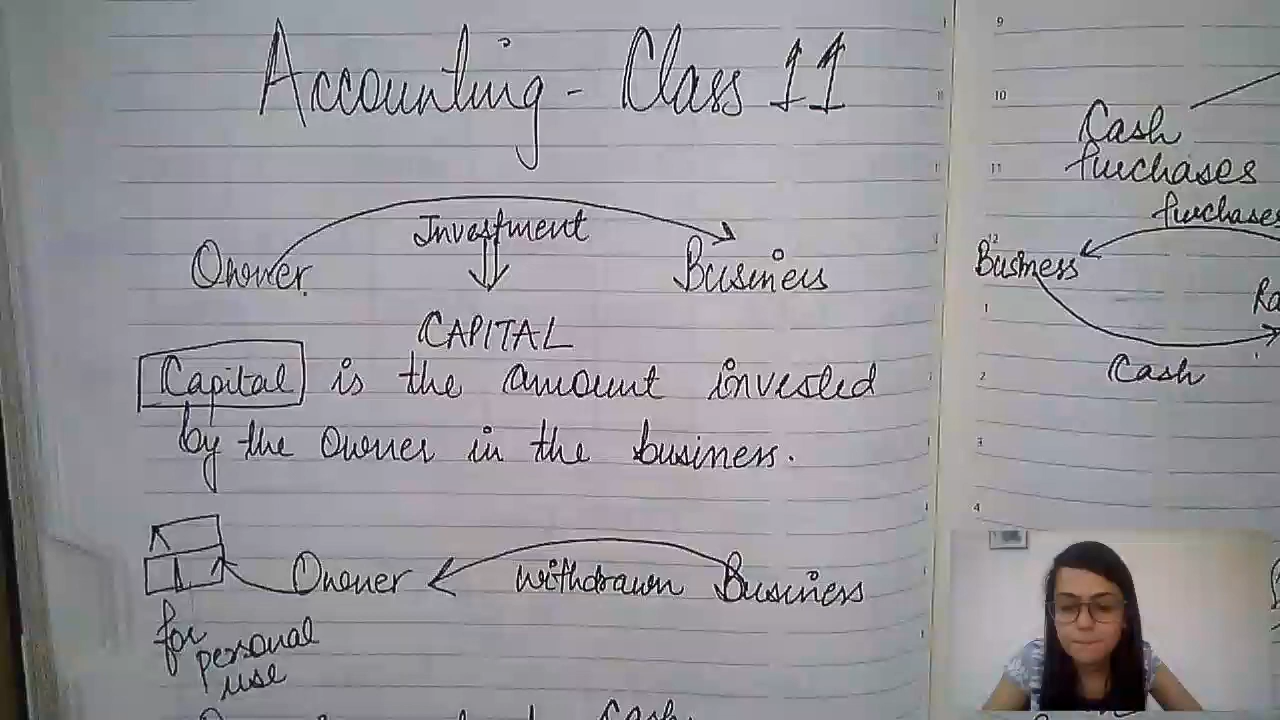 Accounting - Class 11
Investment
Owner Business
CAPITAL
Capital is the amount invested
by the owner in the business.
Owner withdrawn Business
for
personal
use
Cash
9
10
11
12
1
2
3
4
Cash
Purchases
Purchases
Business
Cash